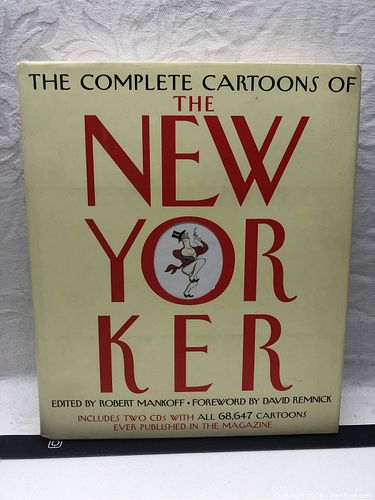 THE COMPLETE CARTOONS OF
THE
NEW
YOR
KER
EDITED BY ROBERT MANKOFF • FOREWORD BY DAVID REMNICK
INCLUDES TWO CDs WITH ALL 68,647 CARTOONS
EVER PUBLISHED IN THE MAGAZINE